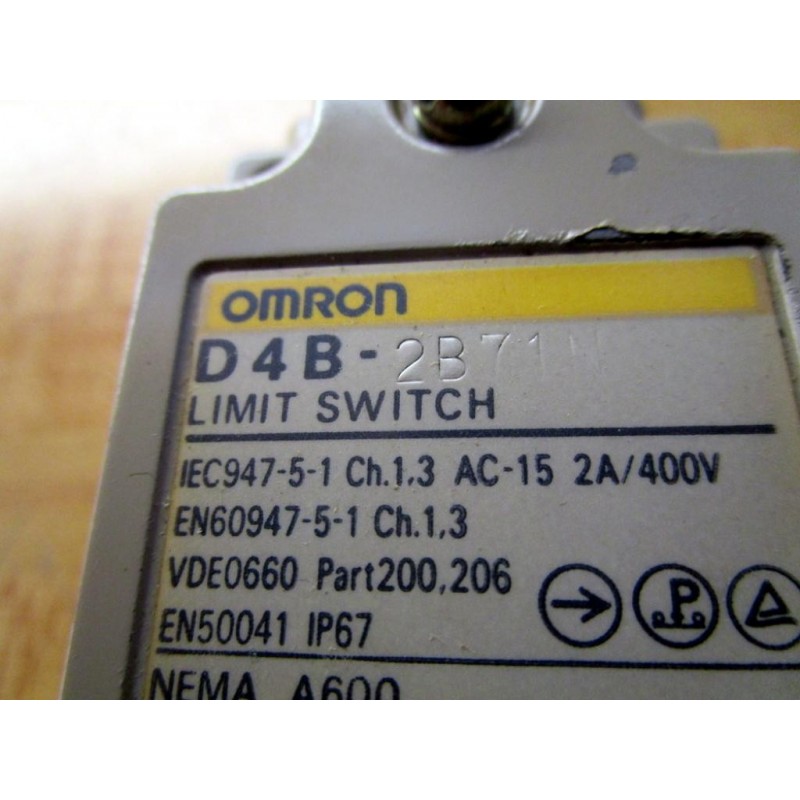 OMRON
D4B-2B71N
LIMIT SWITCH
IEC947-5-1 Ch.1,3 AC-15 2A/400V
EN60947-5-1 Ch.1,3
VDE0660 Part200,206
P
EN50041 IP67
NEMA A600